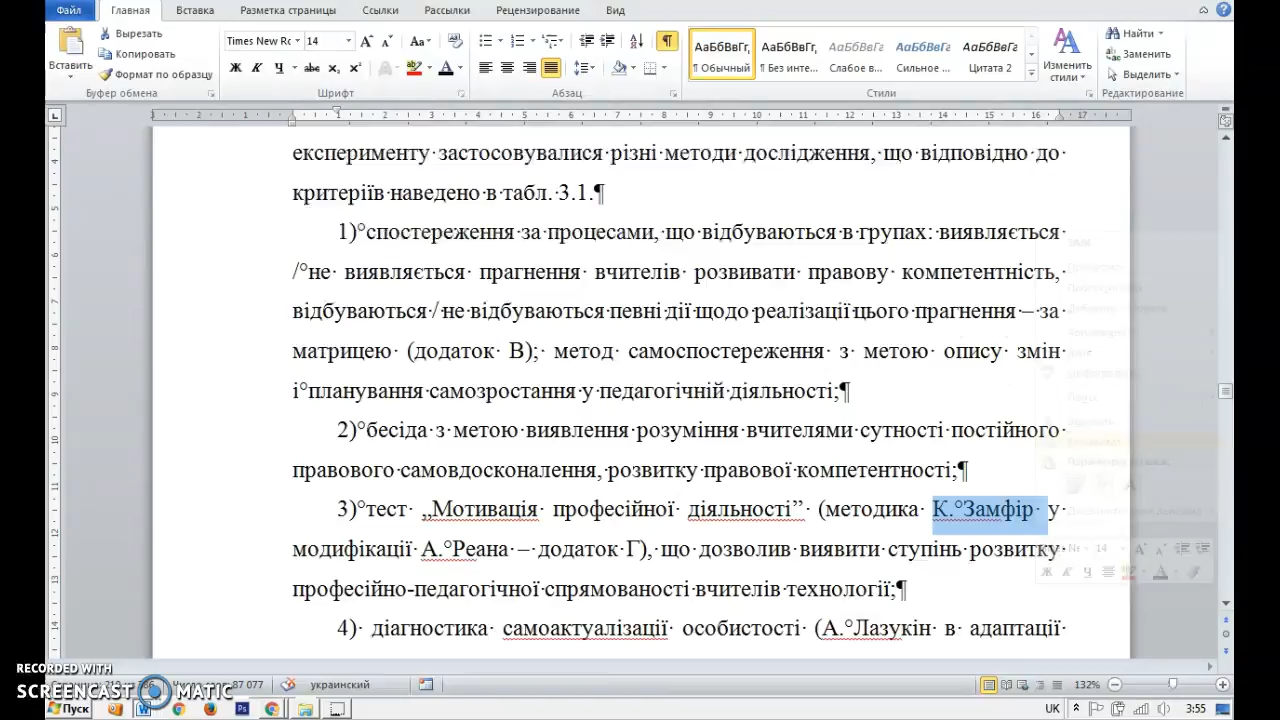 Файл Главная Вставка Разметка страницы Ссылки Рассылки Рецензирование Вид
Вставить Вырезать
Копировать
Формат по образцу
Буфер обмена
Times New Rc 14
Шрифт
Абзац
АаБбВвГг, АаБбВвГг, АаБбВвГг АаБбВвГг АаБбВвГг,
¶ Обычный ¶ Без инте... Слабое в... Сильное ... Цитата 2
Стили
Изменить стили
Найти
Заменить
Выделить
Редактирование
експерименту·застосовувалися·різні·методи·дослідження,·що·відповідно·до·
критеріїв·наведено·в·табл.·3.1.¶
1)°спостереження·за·процесами,·що·відбуваються·в·групах:·виявляється·
/°не·виявляється·прагнення·вчителів·розвивати·правову·компетентність,·
відбуваються·/·не·відбуваються·певні·дії·щодо·реалізації·цього·прагнення·–·за·
матрицею·(додаток·В);·метод·самоспостереження·з·метою·опису·змін·
і°планування·самозростання·у·педагогічній·діяльності;¶
2)°бесіда·з·метою·виявлення·розуміння·вчителями·сутності·постійного·
правового·самовдосконалення,·розвитку·правової·компетентності;¶
3)°тест·„Мотивація·професійної·діяльності”·(методика·К.°Замфір·у·
модифікації·А.°Реана·–·додаток·Г),·що·дозволив·виявити·ступінь·розвитку·
професійно-педагогічної·спрямованості·вчителів·технології;¶
4)·діагностика·самоактуалізації·особистості·(А.°Лазукін·в·адаптації·
RECORDED WITH
SCREENCAST MATIC
87 077 украинский 132%
Пуск UK 3:55